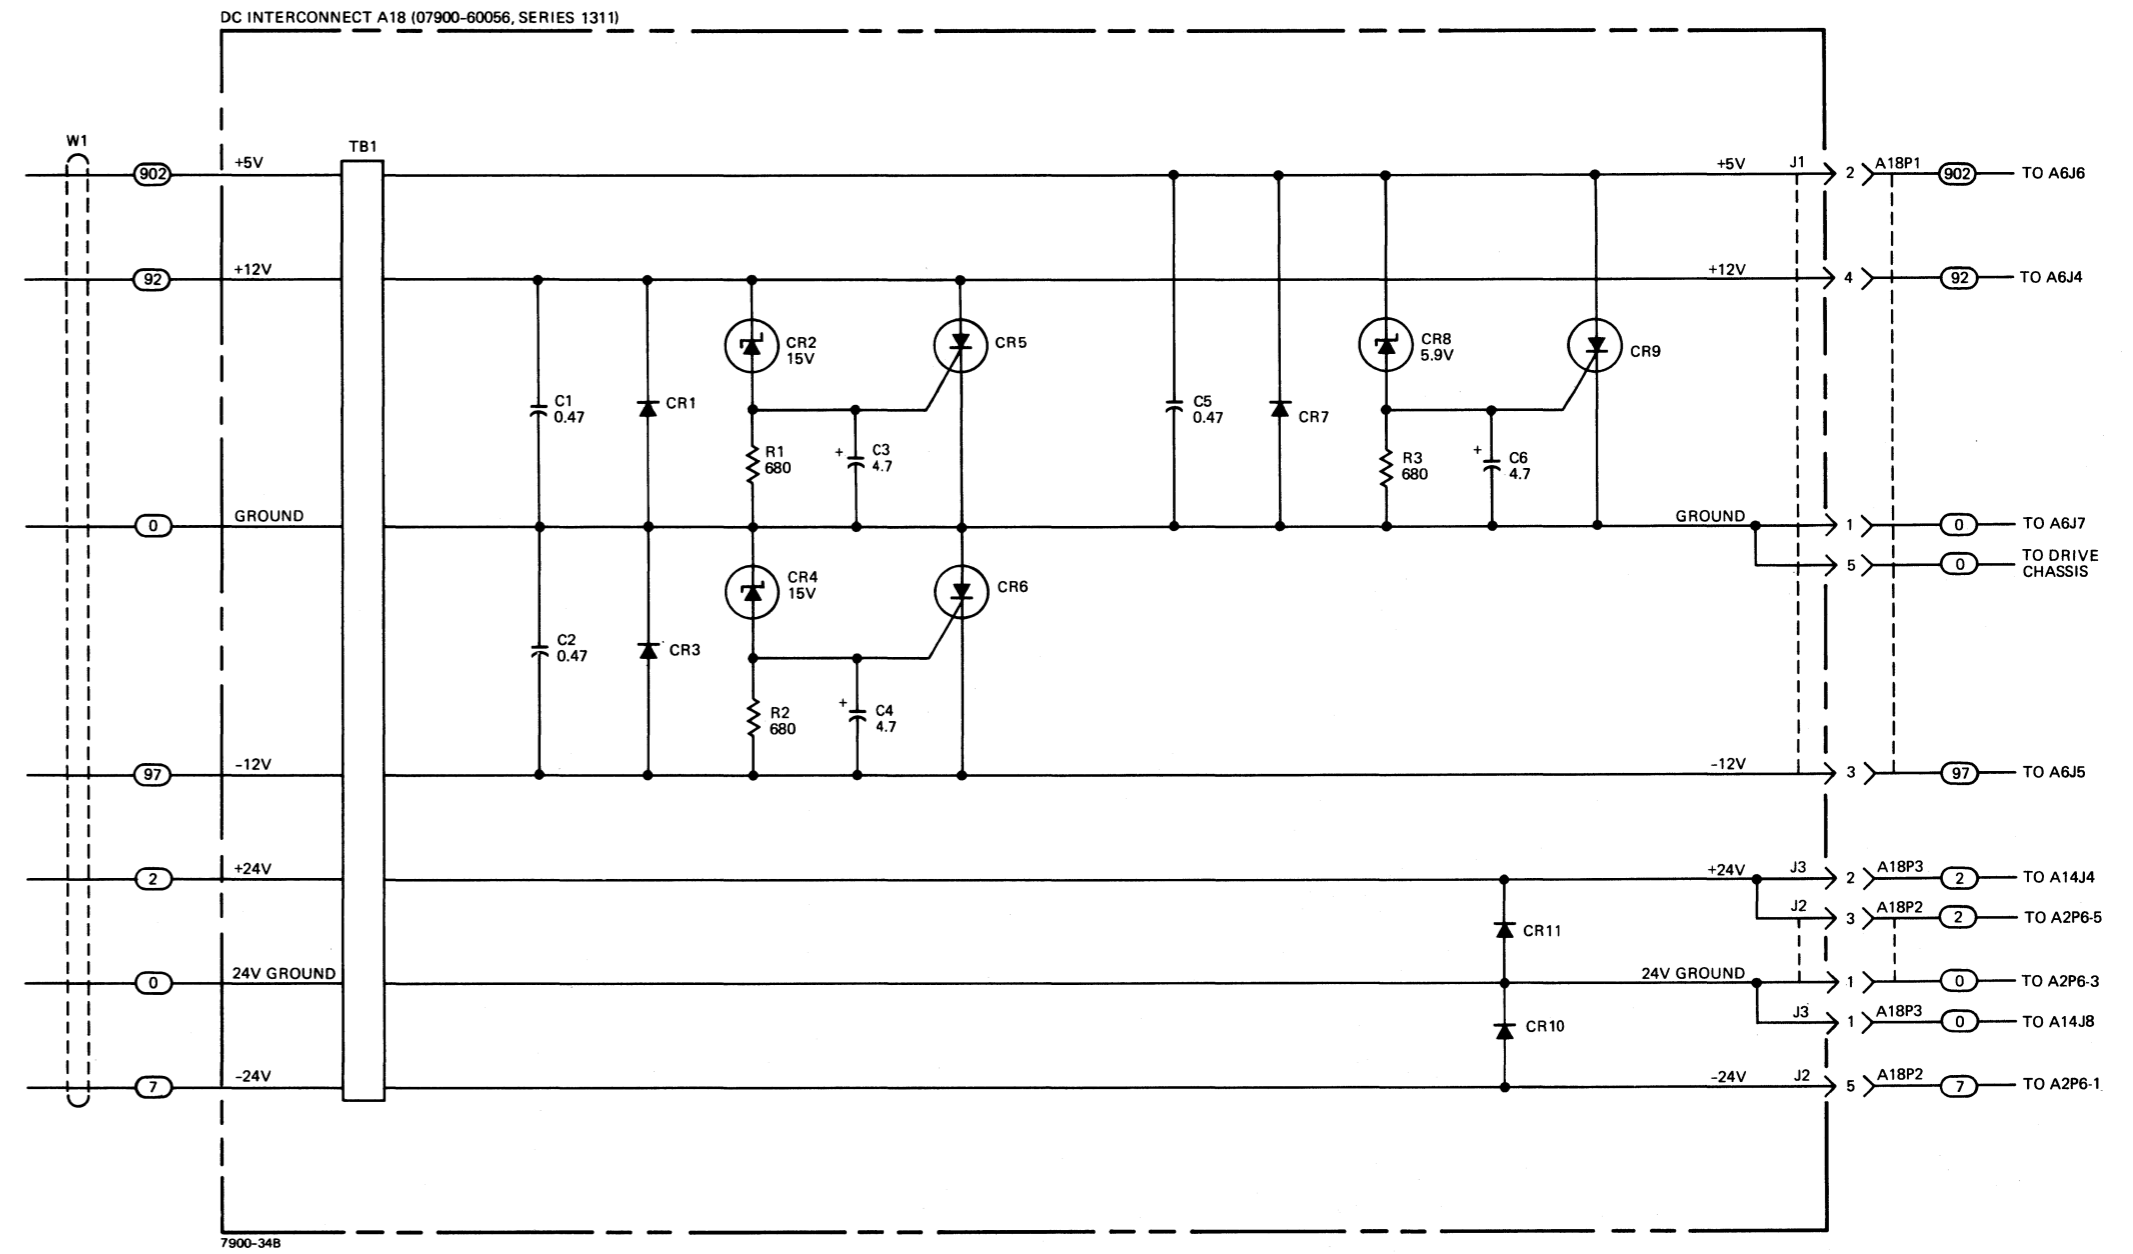 DC INTERCONNECT A18 (07900-60056, SERIES 1311)
W1
TB1
902
+5V
+5V
J1
2
A18P1
902
TO A6J6
92
+12V
+12V
4
92
TO A6J4
CR2
15V
CR5
CR8
5.9V
CR9
C1
0.47
CR1
C5
0.47
CR7
R1
680
+
C3
4.7
R3
680
+
C6
4.7
0
GROUND
GROUND
1
0
TO A6J7
5
0
TO DRIVE
CHASSIS
CR4
15V
CR6
C2
0.47
CR3
R2
680
+
C4
4.7
97
-12V
-12V
3
97
TO A6J5
2
+24V
+24V
J3
2
A18P3
2
TO A14J4
J2
3
A18P2
2
TO A2P6-5
CR11
0
24V GROUND
24V GROUND
1
0
TO A2P6-3
J3
1
A18P3
0
TO A14J8
CR10
7
-24V
-24V
J2
5
A18P2
7
TO A2P6-1
7900-34B